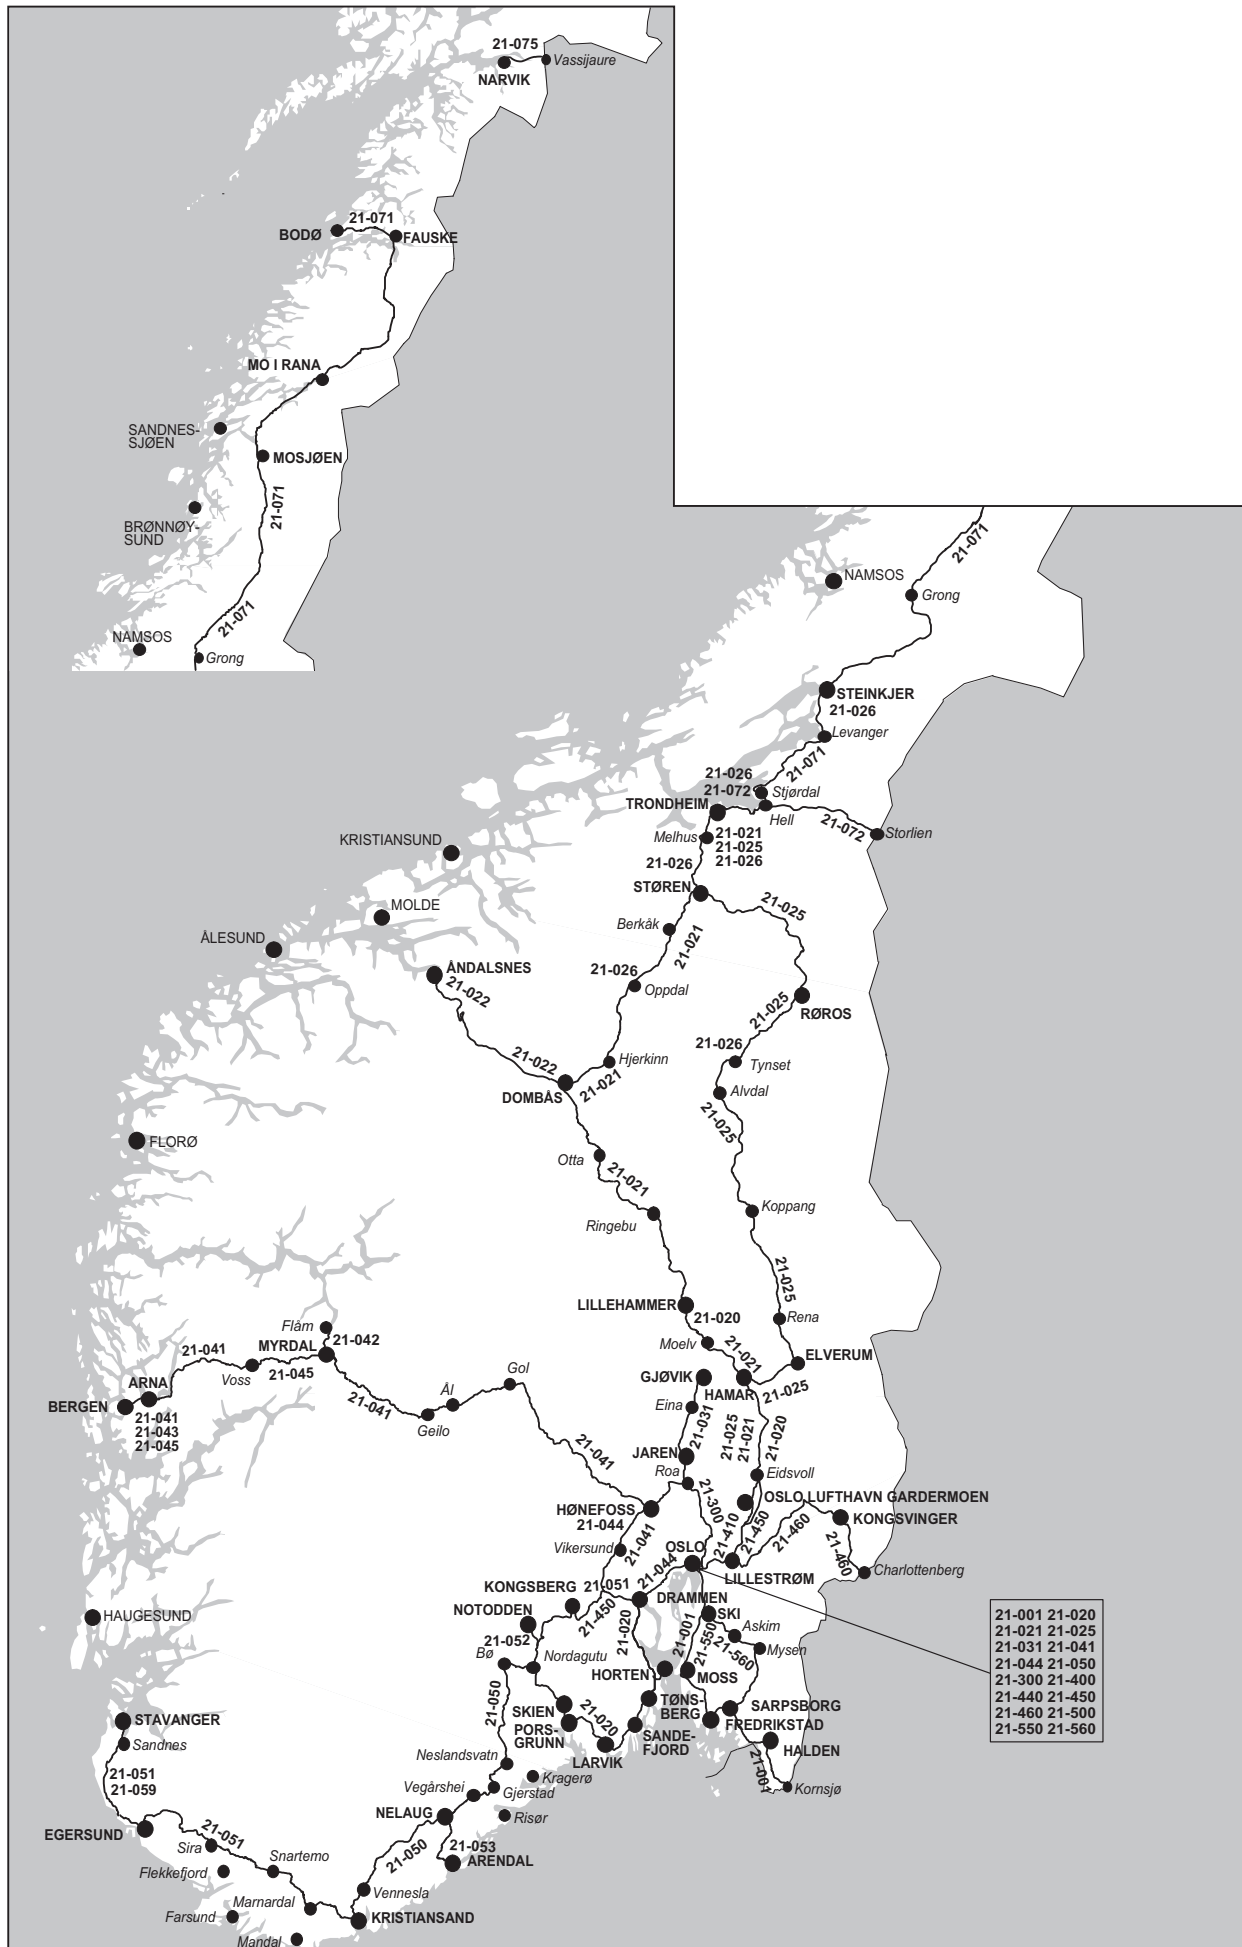 21-075
Vassijaure
NARVIK
21-071
BODØ
FAUSKE
MO I RANA
SANDNES-
SJØEN
MOSJØEN
21-071
BRØNNØY-
SUND
21-071
NAMSOS
Grong
21-071
NAMSOS
Grong
STEINKJER
21-026
Levanger
21-071
21-026
21-072
Stjørdal
TRONDHEIM
Hell
21-072
Storlien
Melhus
21-021
21-025
21-026
KRISTIANSUND
21-026
STØREN
21-025
MOLDE
Berkåk
21-021
ÅLESUND
ÅNDALSNES
21-022
21-026
Oppdal
21-025
RØROS
21-026
Tynset
21-022
Hjerkinn
21-021
DOMBÅS
Alvdal
21-025
FLORØ
Otta
21-021
Ringebu
Koppang
21-025
LILLEHAMMER
21-020
Rena
Flåm
21-041
MYRDAL
21-042
Moelv
21-021
ELVERUM
Voss
21-045
Gol
GJØVIK
HAMAR
21-025
ARNA
BERGEN
21-041
21-043
21-045
21-041
Ål
Geilo
Eina
21-031
21-025
21-021
21-020
21-041
JAREN
Roa
Eidsvoll
21-300
OSLO LUFTHAVN GARDERMOEN
HØNEFOSS
21-044
KONGSVINGER
21-410
21-450
21-460
Vikersund
21-041
OSLO
21-460
LILLESTRØM
Charlottenberg
21-044
KONGSBERG
21-051
21-450
DRAMMEN
HAUGESUND
NOTODDEN
21-020
21-001
21-550
SKI
Askim
21-560
Mysen
21-001 21-020
21-021 21-025
21-031 21-041
21-044 21-050
21-300 21-400
21-440 21-450
21-460 21-500
21-550 21-560
21-052
Bø
Nordagutu
HORTEN
MOSS
21-050
SKIEN
PORS-
GRUNN
21-020
TØNS-
BERG
SARPSBORG
FREDRIKSTAD
STAVANGER
Sandnes
LARVIK
SANDE-
FJORD
HALDEN
21-001
Kornsjø
Neslandsvatn
Kragerø
21-051
21-059
Vegårshei
Gjerstad
NELAUG
Risør
EGERSUND
21-051
Sira
21-050
21-053
ARENDAL
Snartemo
Flekkefjord
Vennesla
Marnardal
Farsund
KRISTIANSAND
Mandal